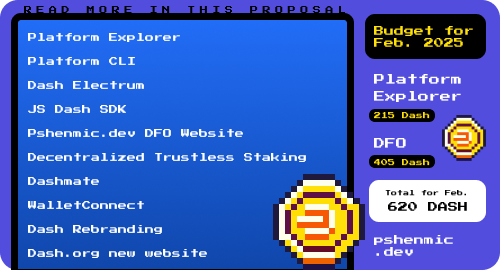 READ MORE IN THIS PROPOSAL
Platform Explorer
Platform CLI
Dash Electrum
JS Dash SDK
Pshenmic.dev DFO Website
Decentralized Trustless Staking
Dashmate
WalletConnect
Dash Rebranding
Dash.org new website
Budget for
Feb. 2025
Platform
Explorer
215 Dash
DFO
405 Dash
Total for Feb.
620 DASH
pshenmic
.dev